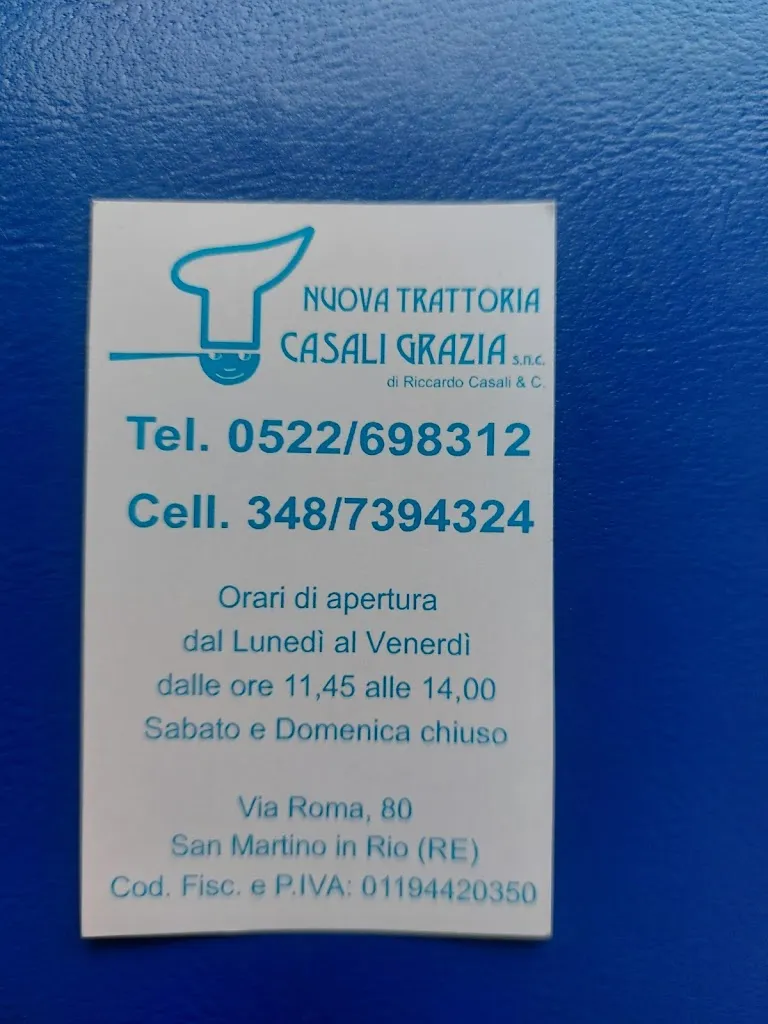 NUOVA TRATTORIA
CASALI GRAZIA s.n.c.
di Riccardo Casali & C.
Tel. 0522/698312
Cell. 348/7394324
Orari di apertura
dal Lunedì al Venerdì
dalle ore 11,45 alle 14,00
Sabato e Domenica chiuso
Via Roma, 80
San Martino in Rio (RE)
Cod. Fisc. e P.IVA: 01194420350